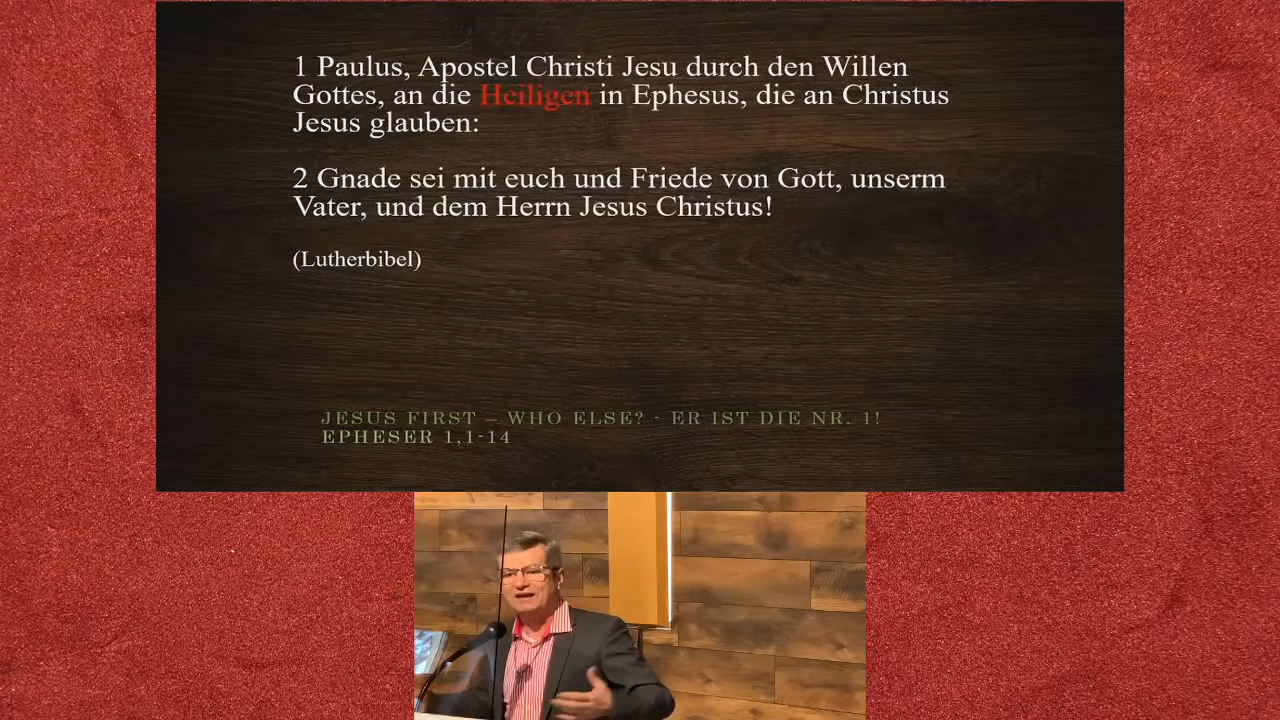 1 Paulus, Apostel Christi Jesu durch den Willen
Gottes, an die Heiligen in Ephesus, die an Christus
Jesus glauben:
2 Gnade sei mit euch und Friede von Gott, unserm
Vater, und dem Herrn Jesus Christus!
(Lutherbibel)
JESUS FIRST – WHO ELSE? - ER IST DIE NR. 1!
EPHESER 1,1-14